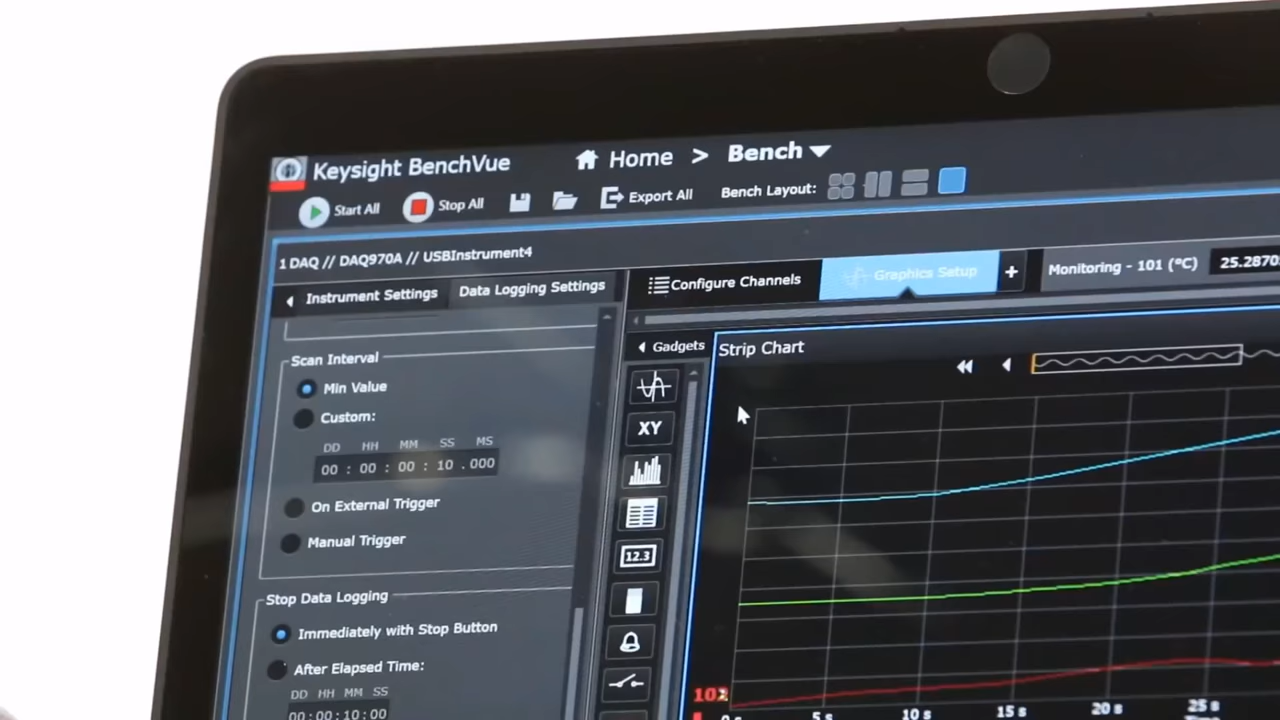 Keysight BenchVue
Home > Bench
Start All Stop All Export All Bench Layout:
1 DAQ // DAQ970A // USBInstrument4
Instrument Settings Data Logging Settings
Configure Channels Graphics Setup + Monitoring - 101 (°C) 25.2870
Gadgets
Strip Chart
Scan Interval
Min Value
Custom:
DD HH MM SS MS
00 : 00 : 00 : 10 . 000
On External Trigger
Manual Trigger
Stop Data Logging
Immediately with Stop Button
After Elapsed Time:
DD HH MM SS
00:00:10:00
XY
12.3
102
0 s 5 s 10 s 15 s 20 s 25 s